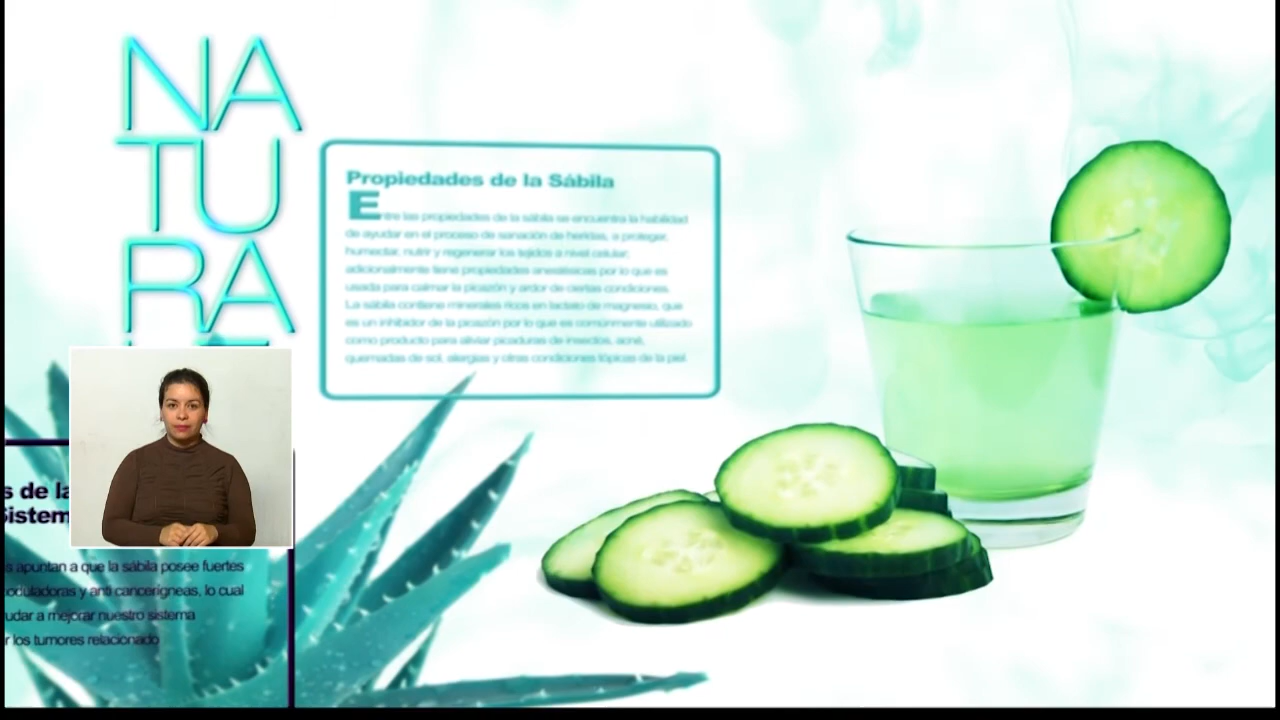 NA
TU
RA
Propiedades de la Sábila
Entre las propiedades de la sábila se encuentra la habilidad
de ayudar en el proceso de sanación de heridas, a proteger,
humectar, nutrir y regenerar los tejidos a nivel celular,
adicionalmente tiene propiedades anestésicas por lo que es
usada para calmar la picazón y ardor de ciertas condiciones.
La sábila contiene minerales ricos en lactato de magnesio, que
es un inhibidor de la picazón por lo que es comúnmente utilizado
como producto para aliviar picaduras de insectos, acné,
quemadas de sol, alergias y otras condiciones tópicas de la piel
s de la
Sistem
s apuntan a que la sábila posee fuertes
noduladoras y anti cancerígneas, lo cual
udar a mejorar nuestro sistema
r los tumores relacionado